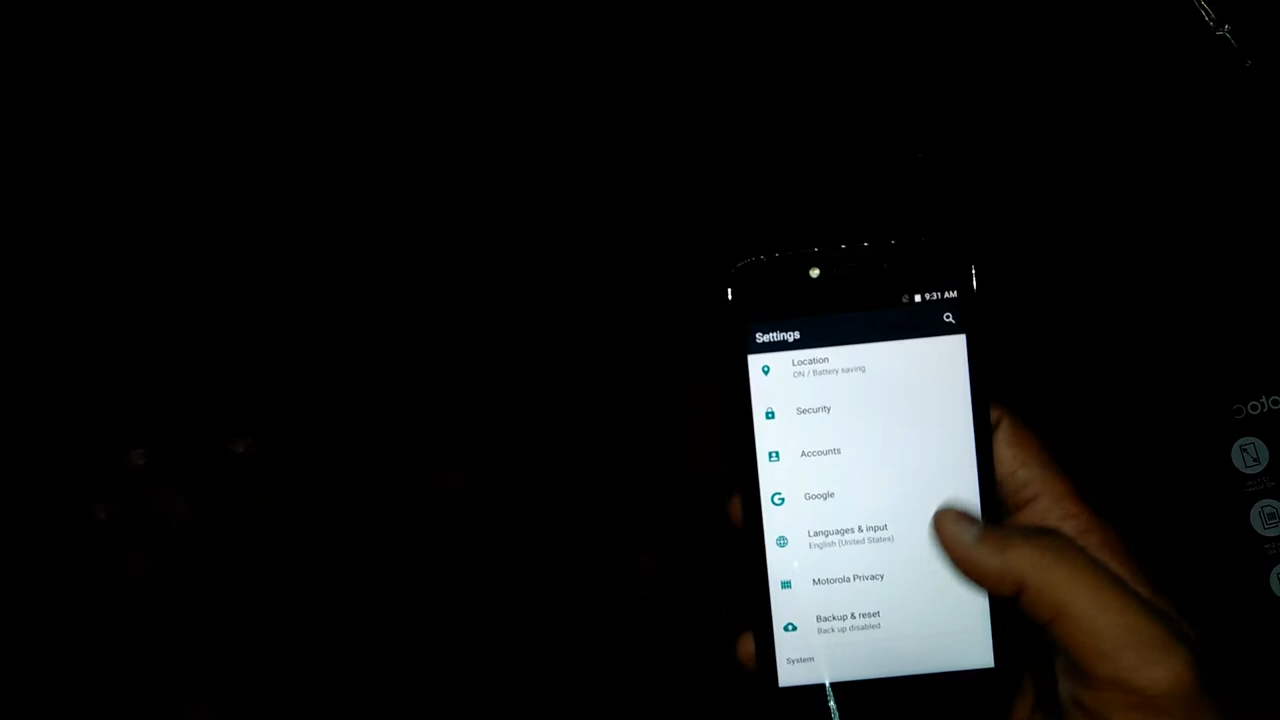 9:31 AM
Settings
Location
ON / Battery saving
Security
Accounts
Google
Languages & input
English (United States)
Motorola Privacy
Backup & reset
Back up disabled
System